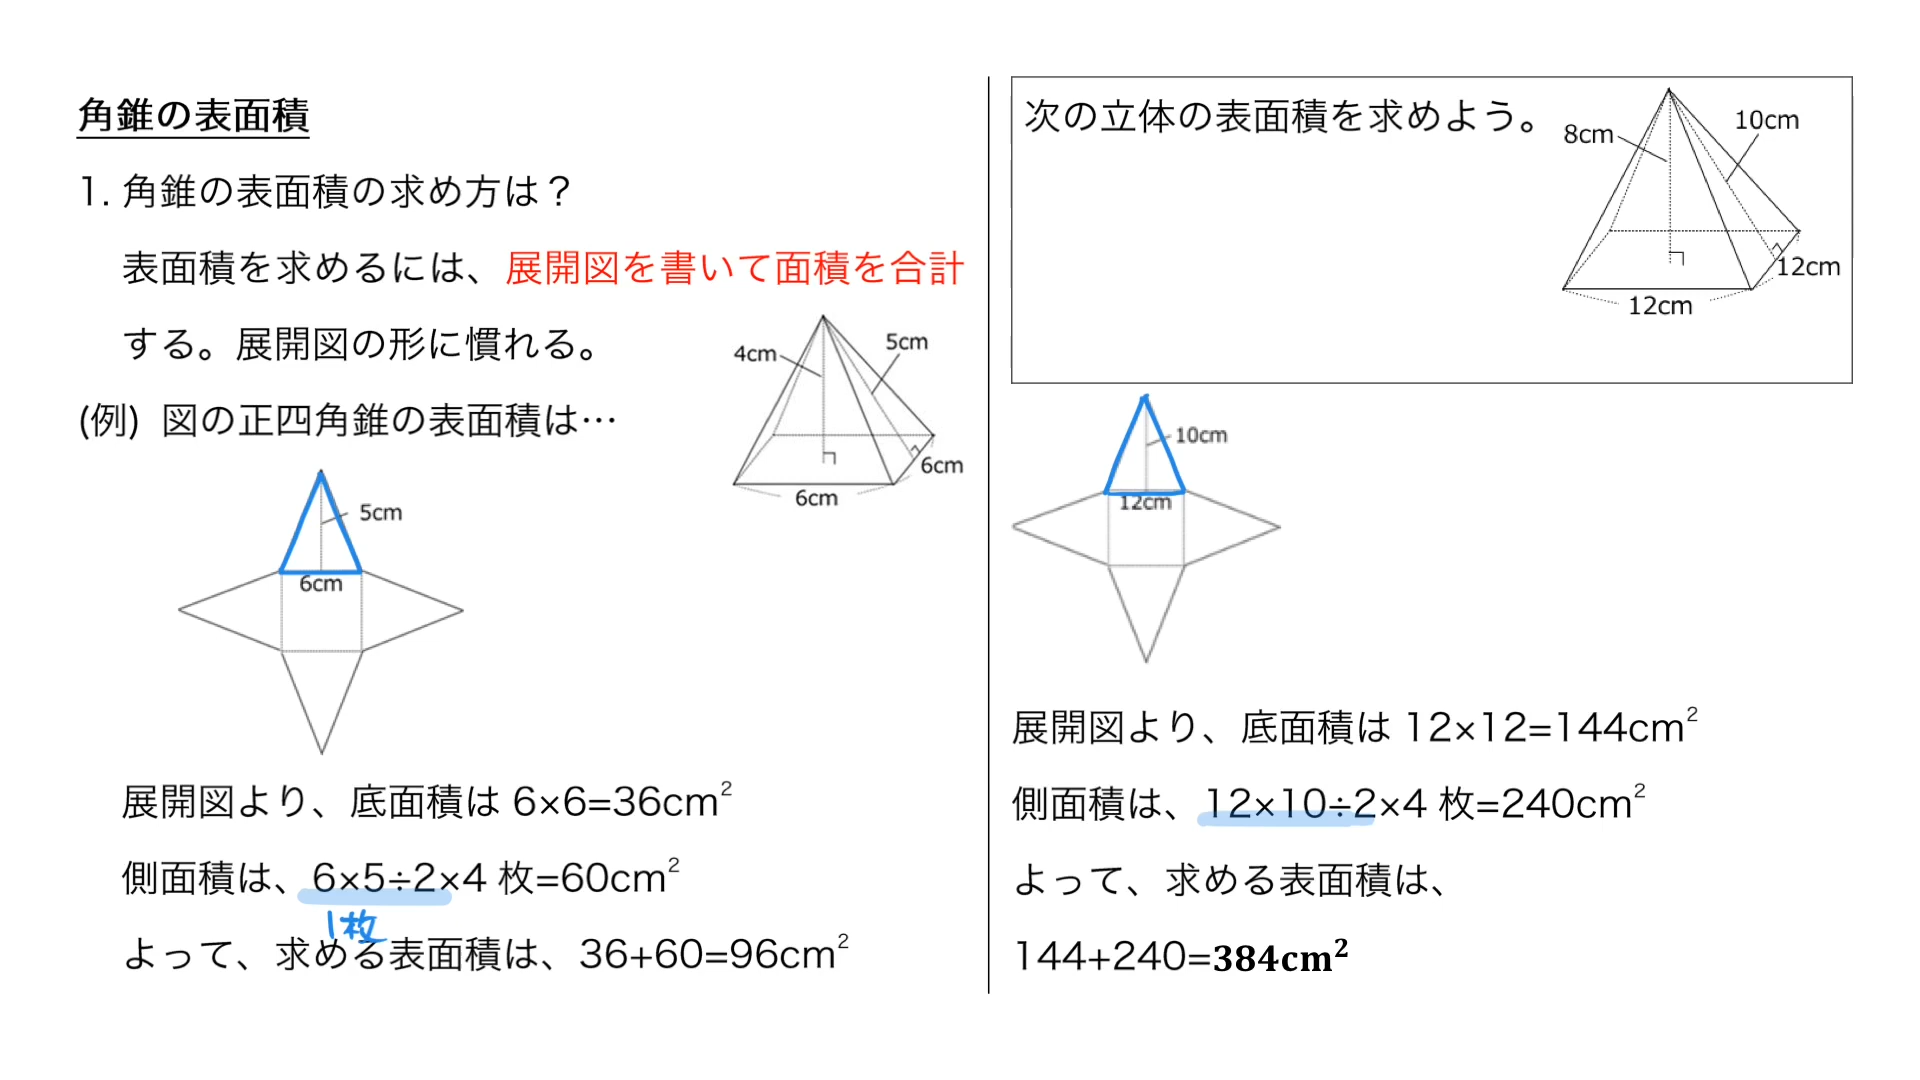 角錐の表面積
1. 角錐の表面積の求め方は？
表面積を求めるには、展開図を書いて面積を合計
する。展開図の形に慣れる。
(例) 図の正四角錐の表面積は…
4cm
5cm
6cm
6cm
5cm
6cm
展開図より、底面積は 6×6=36cm²
側面積は、6×5÷2×4 枚=60cm²
1枚
よって、求める表面積は、36+60=96cm²
次の立体の表面積を求めよう。
8cm
10cm
12cm
12cm
10cm
12cm
展開図より、底面積は 12×12=144cm²
側面積は、12×10÷2×4 枚=240cm²
よって、求める表面積は、
144+240=384cm²